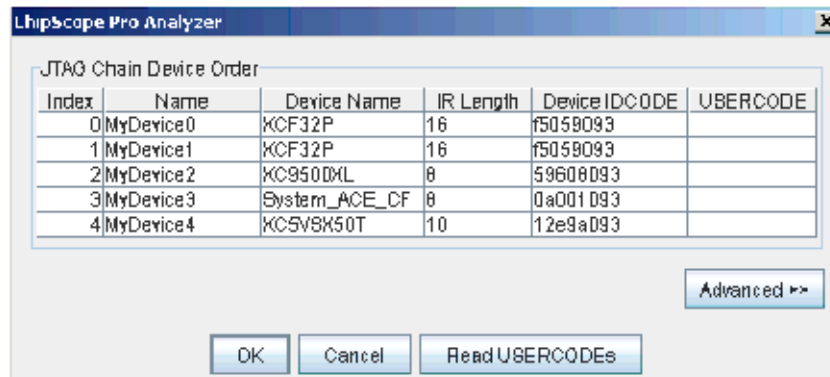 ChipScope Pro Analyzer
JTAG Chain Device Order
Index Name Device Name IR Length Device IDCODE USERCODE
0 MyDevice0 XCF32P 16 f5059093
1 MyDevice1 XCF32P 16 f5059093
2 MyDevice2 XC9500XL 8 59608093
3 MyDevice3 System_ACE_CF 8 0a001093
4 MyDevice4 XC5VSX50T 10 12e9a093
Advanced >>
OK Cancel Read USERCODEs